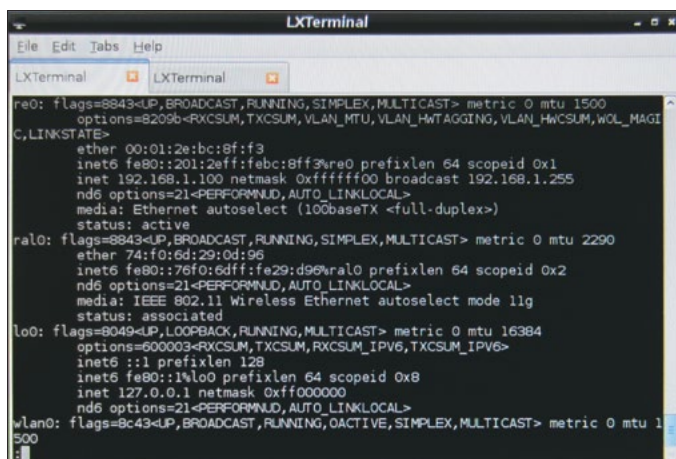 LXTerminal
File Edit Tabs Help
LXTerminal LXTerminal
re0: flags=8843<UP,BROADCAST,RUNNING,SIMPLEX,MULTICAST> metric 0 mtu 1500
options=8209b<RXCSUM,TXCSUM,VLAN_MTU,VLAN_HWTAGGING,VLAN_HWCSUM,WOL_MAGI
C,LINKSTATE>
ether 00:01:2e:bc:8f:f3
inet6 fe80::201:2eff:febc:8ff3%re0 prefixlen 64 scopeid 0x1
inet 192.168.1.100 netmask 0xffffff00 broadcast 192.168.1.255
nd6 options=21<PERFORMNUD,AUTO_LINKLOCAL>
media: Ethernet autoselect (100baseTX <full-duplex>)
status: active
ral0: flags=8843<UP,BROADCAST,RUNNING,SIMPLEX,MULTICAST> metric 0 mtu 2290
ether 74:f0:6d:29:0d:96
inet6 fe80::76f0:6dff:fe29:d96%ral0 prefixlen 64 scopeid 0x2
nd6 options=21<PERFORMNUD,AUTO_LINKLOCAL>
media: IEEE 802.11 Wireless Ethernet autoselect mode 11g
status: associated
lo0: flags=8049<UP,LOOPBACK,RUNNING,MULTICAST> metric 0 mtu 16384
options=600003<RXCSUM,TXCSUM,RXCSUM_IPV6,TXCSUM_IPV6>
inet6 ::1 prefixlen 128
inet6 fe80::1%lo0 prefixlen 64 scopeid 0x8
inet 127.0.0.1 netmask 0xff000000
nd6 options=21<PERFORMNUD,AUTO_LINKLOCAL>
wlan0: flags=8c43<UP,BROADCAST,RUNNING,OACTIVE,SIMPLEX,MULTICAST> metric 0 mtu 1
500
: